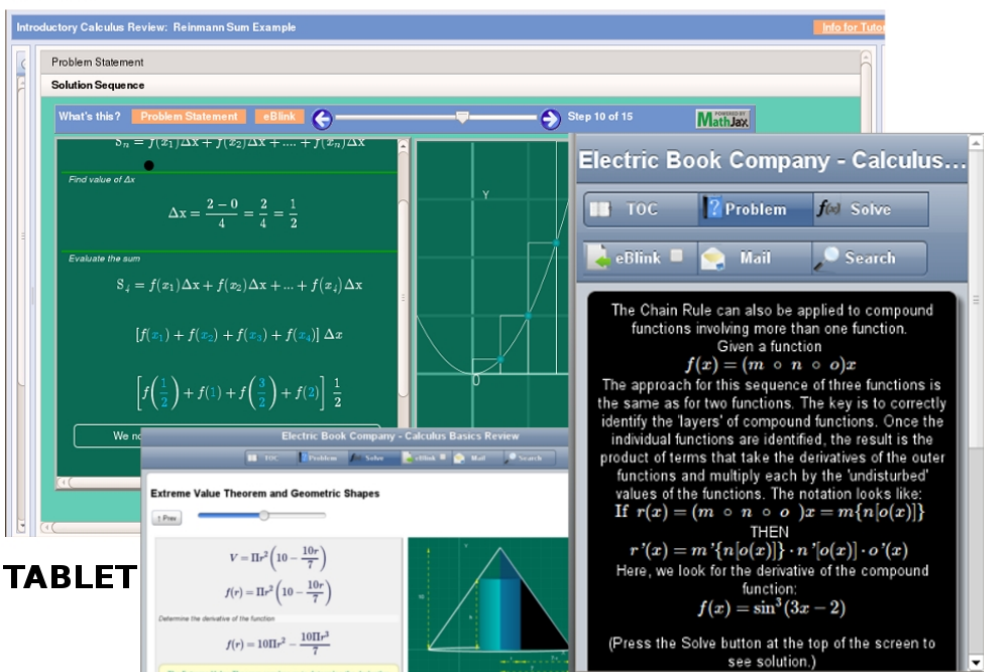 Introductory Calculus Review: Reinmann Sum Example
Info for Tutor
Problem Statement
Solution Sequence
What's this? Problem Statement eBlink Step 10 of 15 POWERED BY MathJax
Sₙ = f(x₁)Δx + f(x₂)Δx + .... + f(xₙ)Δx
Find value of Δx
Δx = (2 − 0)/4 = 2/4 = 1/2
Evaluate the sum
S₄ = f(x₁)Δx + f(x₂)Δx + ... + f(x₄)Δx
[f(x₁) + f(x₂) + f(x₃) + f(x₄)] Δx
[f(1/2) + f(1) + f(3/2) + f(2)] 1/2
We
Y
0
Electric Book Company - Calculus...
TOC Problem f(x) Solve
eBlink Mail Search
The Chain Rule can also be applied to compound
functions involving more than one function.
Given a function
f(x) = (m ∘ n ∘ o)x
The approach for this sequence of three functions is
the same as for two functions. The key is to correctly
identify the 'layers' of compound functions. Once the
individual functions are identified, the result is the
product of terms that take the derivatives of the outer
functions and multiply each by the 'undisturbed'
values of the functions. The notation looks like:
If r(x) = (m ∘ n ∘ o )x = m{n[o(x)]}
THEN
r'(x) = m'{n[o(x)]} · n'[o(x)] · o'(x)
Here, we look for the derivative of the compound
function:
f(x) = sin³(3x − 2)
(Press the Solve button at the top of the screen to
see solution.)
Electric Book Company - Calculus Basics Review
TOC Problem Solve eBlink Mail Search
Extreme Value Theorem and Geometric Shapes
↑ Prev
V = Πr²(10 − 10r/7)
f(r) = Πr²(10 − 10r/7)
Determine the derivative of the function
f(r) = 10Πr² − 10Πr³/7
TABLET